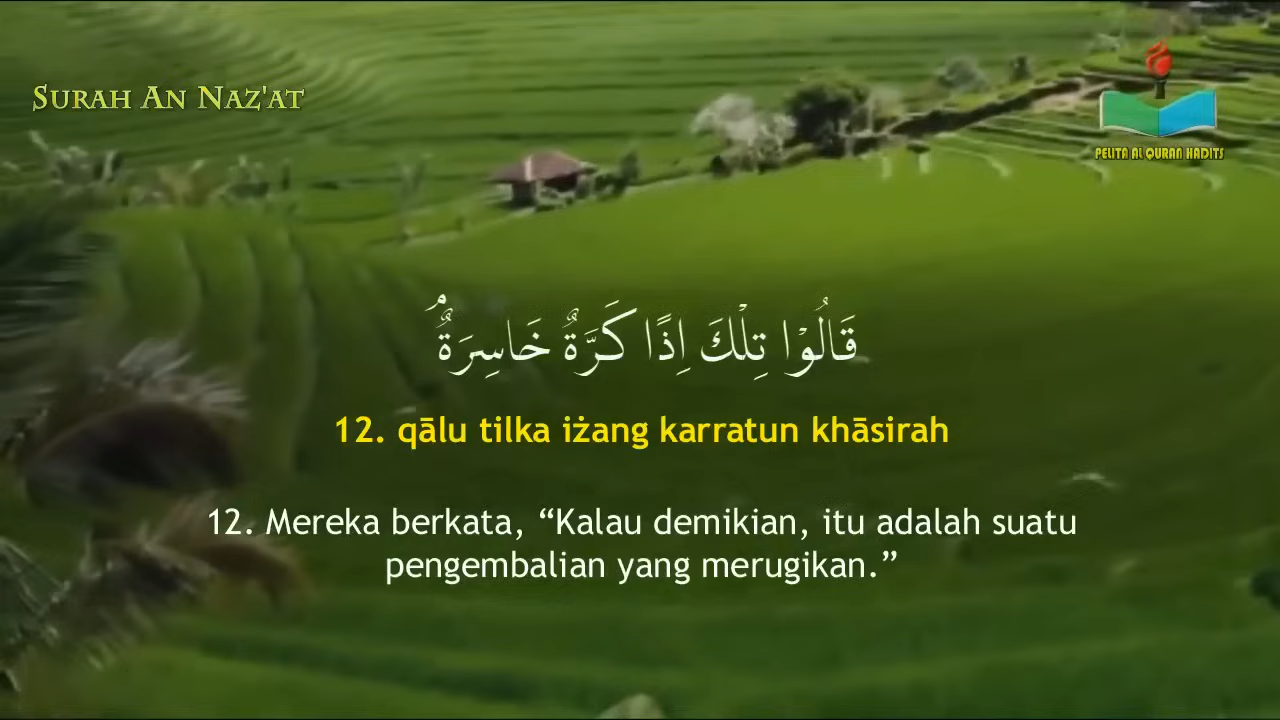 SURAH AN NAZ'AT
PELITA AL QURAN HADITS
قَالُوْا تِلْكَ اِذًا كَرَّةٌ خَاسِرَةٌ ۘ
12. qālu tilka iżang karratun khāsirah
12. Mereka berkata, “Kalau demikian, itu adalah suatu
pengembalian yang merugikan.”